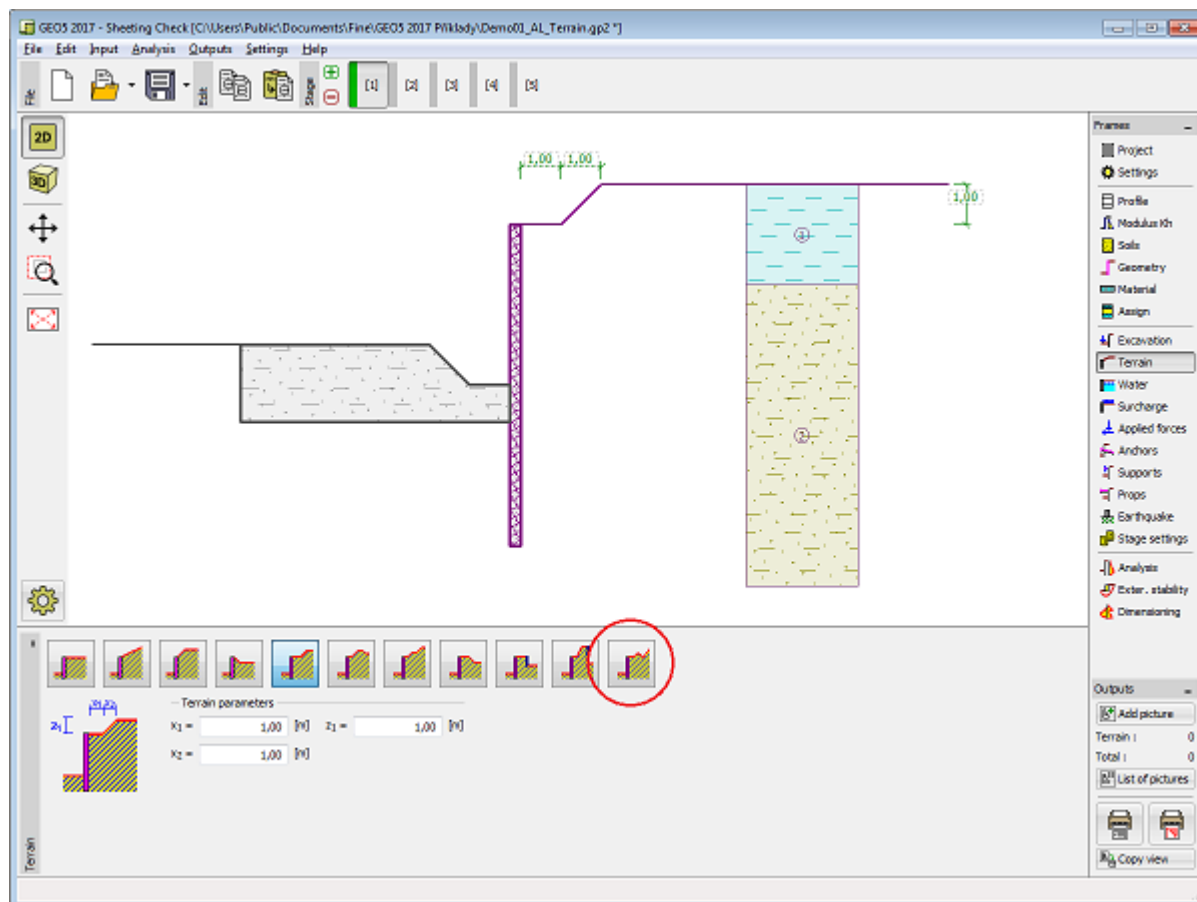 GEO5 2017 - Sheeting Check [C:\Users\Public\Documents\Fine\GEO5 2017 Příklady\Demo01_AL_Terrain.gp2 *]
File Edit Input Analysis Outputs Settings Help
File
Edit
Stage
[1] [2] [3] [4] [5]
2D
3D
1,00 1,00
1,00
1
2
Frames
Project
Settings
Profile
Modulus Kh
Soils
Geometry
Material
Assign
Excavation
Terrain
Water
Surcharge
Applied forces
Anchors
Supports
Props
Earthquake
Stage settings
Analysis
Exter. stability
Dimensioning
Terrain parameters
x1 = 1,00 [m] z1 = 1,00 [m]
x2 = 1,00 [m]
x1 x2
z1
Terrain
Outputs
Add picture
Terrain : 0
Total : 0
List of pictures
Copy view